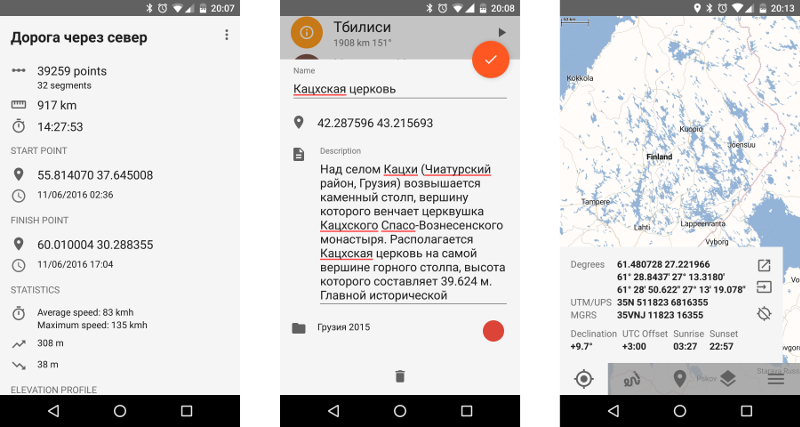 20:07
Дорога через север
39259 points
32 segments
917 km
14:27:53
START POINT
55.814070 37.645008
11/06/2016 02:36
FINISH POINT
60.010004 30.288355
11/06/2016 17:04
STATISTICS
Average speed: 83 kmh
Maximum speed: 135 kmh
308 m
38 m
ELEVATION PROFILE
20:08
Тбилиси
1908 km 151°
Name
Кацхская церковь
42.287596 43.215693
Description
Над селом Кацхи (Чиатурский
район, Грузия) возвышается
каменный столп, вершину
которого венчает церквушка
Кацхского Спасо-Вознесенского
монастыря. Располагается
Кацхская церковь на самой
вершине горного столпа, высота
которого составляет 39.624 м.
Главной исторической
Грузия 2015
20:13
Kokkola
Kuopio
Joensuu
Finland
Tampere
Lahti
Lappeenranta
Vyborg
Degrees 61.480728 27.221966
61° 28.8437' 27° 13.3180'
61° 28' 50.622" 27° 13' 19.078"
UTM/UPS 35N 511823 6816355
MGRS 35VNJ 11823 16355
Declination UTC Offset Sunrise Sunset
+9.7° +3:00 03:27 22:57
Pskov
Staraya Russa